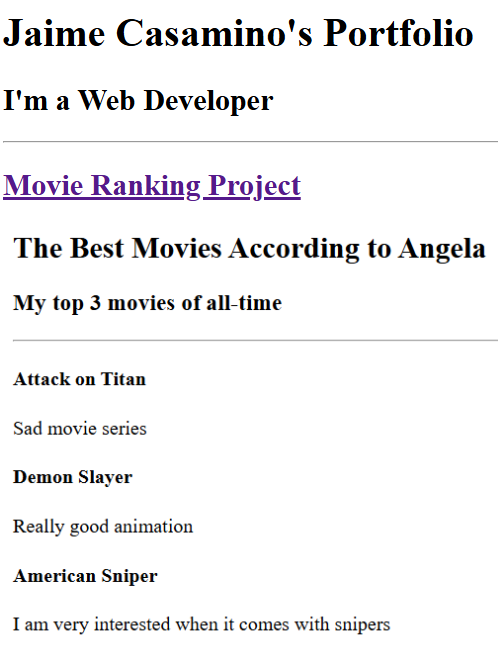 Jaime Casamino's Portfolio
I'm a Web Developer
Movie Ranking Project
The Best Movies According to Angela
My top 3 movies of all-time
Attack on Titan
Sad movie series
Demon Slayer
Really good animation
American Sniper
I am very interested when it comes with snipers